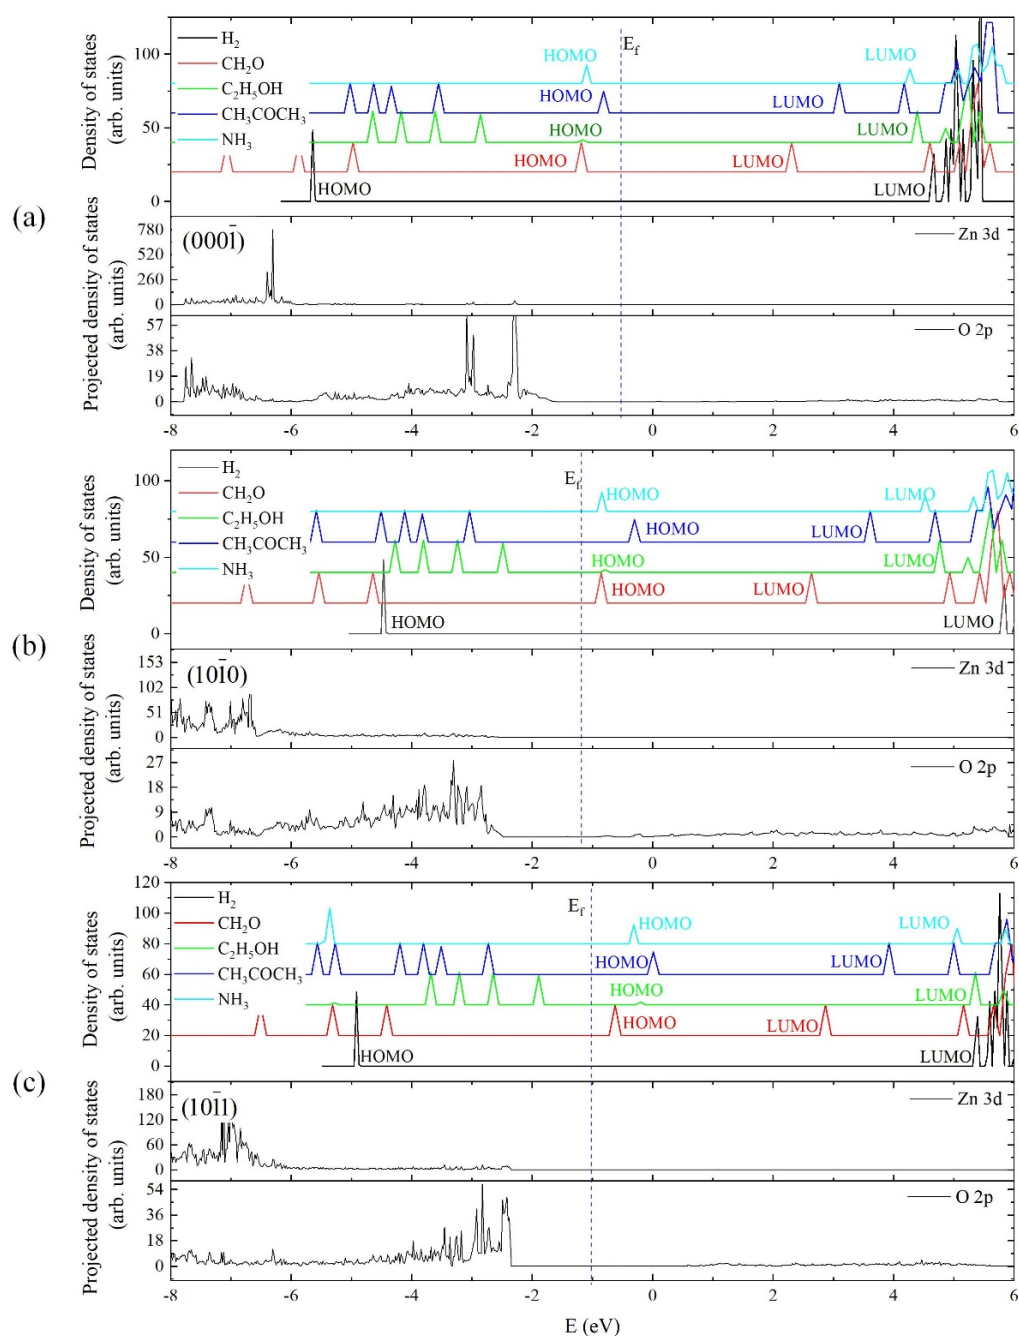 (a)
Density of states
(arb. units)
100
50
0
H₂
CH₂O
C₂H₅OH
CH₃COCH₃
NH₃
HOMO
E_f
LUMO
HOMO
LUMO
HOMO
LUMO
HOMO
LUMO
HOMO
LUMO
Projected density of states
(arb. units)
780
520
260
0
(0001̄)
Zn 3d
57
38
19
0
O 2p
-8 -6 -4 -2 0 2 4 6
(b)
Density of states
(arb. units)
100
50
0
H₂
CH₂O
C₂H₅OH
CH₃COCH₃
NH₃
E_f
HOMO
LUMO
HOMO
LUMO
HOMO
LUMO
HOMO
LUMO
HOMO
LUMO
Projected density of states
(arb. units)
153
102
51
0
(101̄0)
Zn 3d
27
18
9
0
O 2p
-8 -6 -4 -2 0 2 4 6
(c)
Density of states
(arb. units)
120
100
80
60
40
20
0
H₂
CH₂O
C₂H₅OH
CH₃COCH₃
NH₃
E_f
HOMO
LUMO
HOMO
LUMO
HOMO
LUMO
HOMO
LUMO
HOMO
LUMO
Projected density of states
(arb. units)
180
120
60
0
(101̄1)
Zn 3d
54
36
18
0
O 2p
-8 -6 -4 -2 0 2 4 6
E (eV)